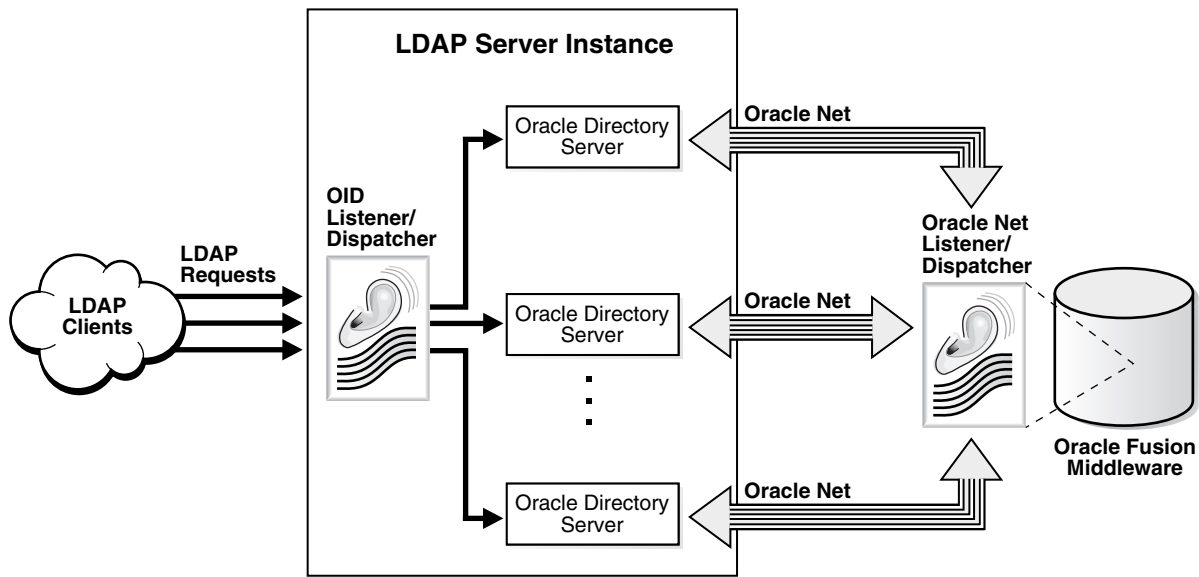 LDAP Server Instance
Oracle Net
Oracle Directory
Server
OID
Listener/
Dispatcher
Oracle Net
Listener/
Dispatcher
LDAP
Requests
LDAP
Clients
Oracle Directory
Server
Oracle Net
Oracle Fusion
Middleware
Oracle Directory
Server
Oracle Net